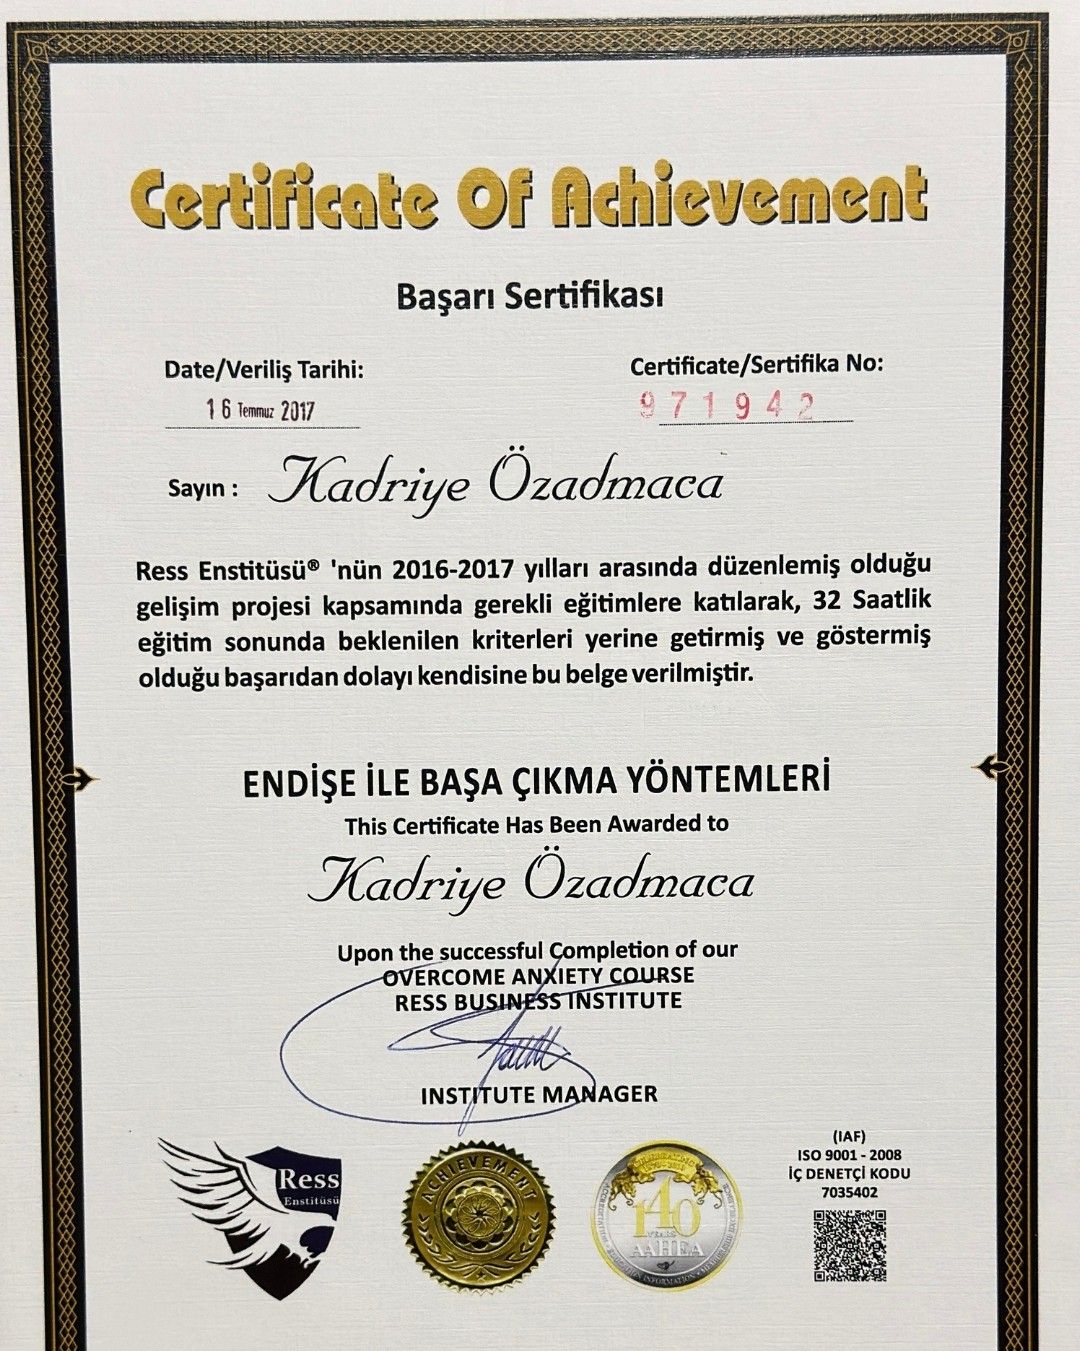 Certificate Of Achievement
Başarı Sertifikası
Date/Veriliş Tarihi:
16 Temmuz 2017
Certificate/Sertifika No:
971942
Sayın : Kadriye Özadmaca
Ress Enstitüsü® 'nün 2016-2017 yılları arasında düzenlemiş olduğu
gelişim projesi kapsamında gerekli eğitimlere katılarak, 32 Saatlik
eğitim sonunda beklenilen kriterleri yerine getirmiş ve göstermiş
olduğu başarıdan dolayı kendisine bu belge verilmiştir.
ENDİŞE İLE BAŞA ÇIKMA YÖNTEMLERİ
This Certificate Has Been Awarded to
Kadriye Özadmaca
Upon the successful Completion of our
OVERCOME ANXIETY COURSE
RESS BUSINESS INSTITUTE
INSTITUTE MANAGER
Ress
Enstitüsü
ACHIEVEMENT
140
YEARS
AAHEA
(IAF)
ISO 9001 - 2008
İÇ DENETÇİ KODU
7035402